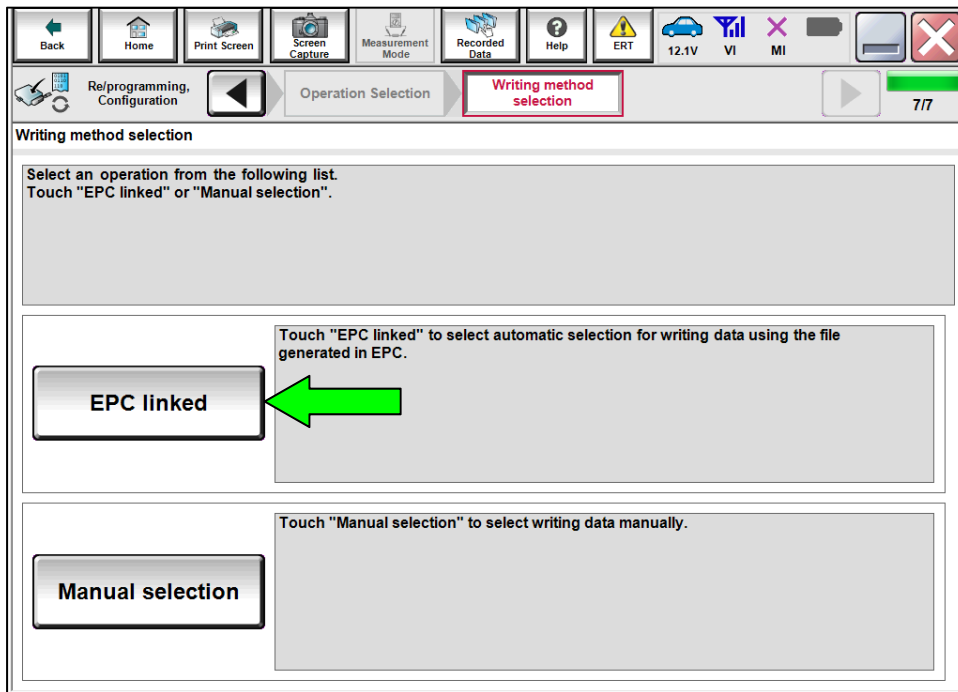 Back
Home
Print Screen
Screen
Capture
Measurement
Mode
Recorded
Data
Help
ERT
12.1V
VI
MI
Re/programming,
Configuration
Operation Selection
Writing method
selection
7/7
Writing method selection
Select an operation from the following list.
Touch "EPC linked" or "Manual selection".
EPC linked
Touch "EPC linked" to select automatic selection for writing data using the file
generated in EPC.
Manual selection
Touch "Manual selection" to select writing data manually.